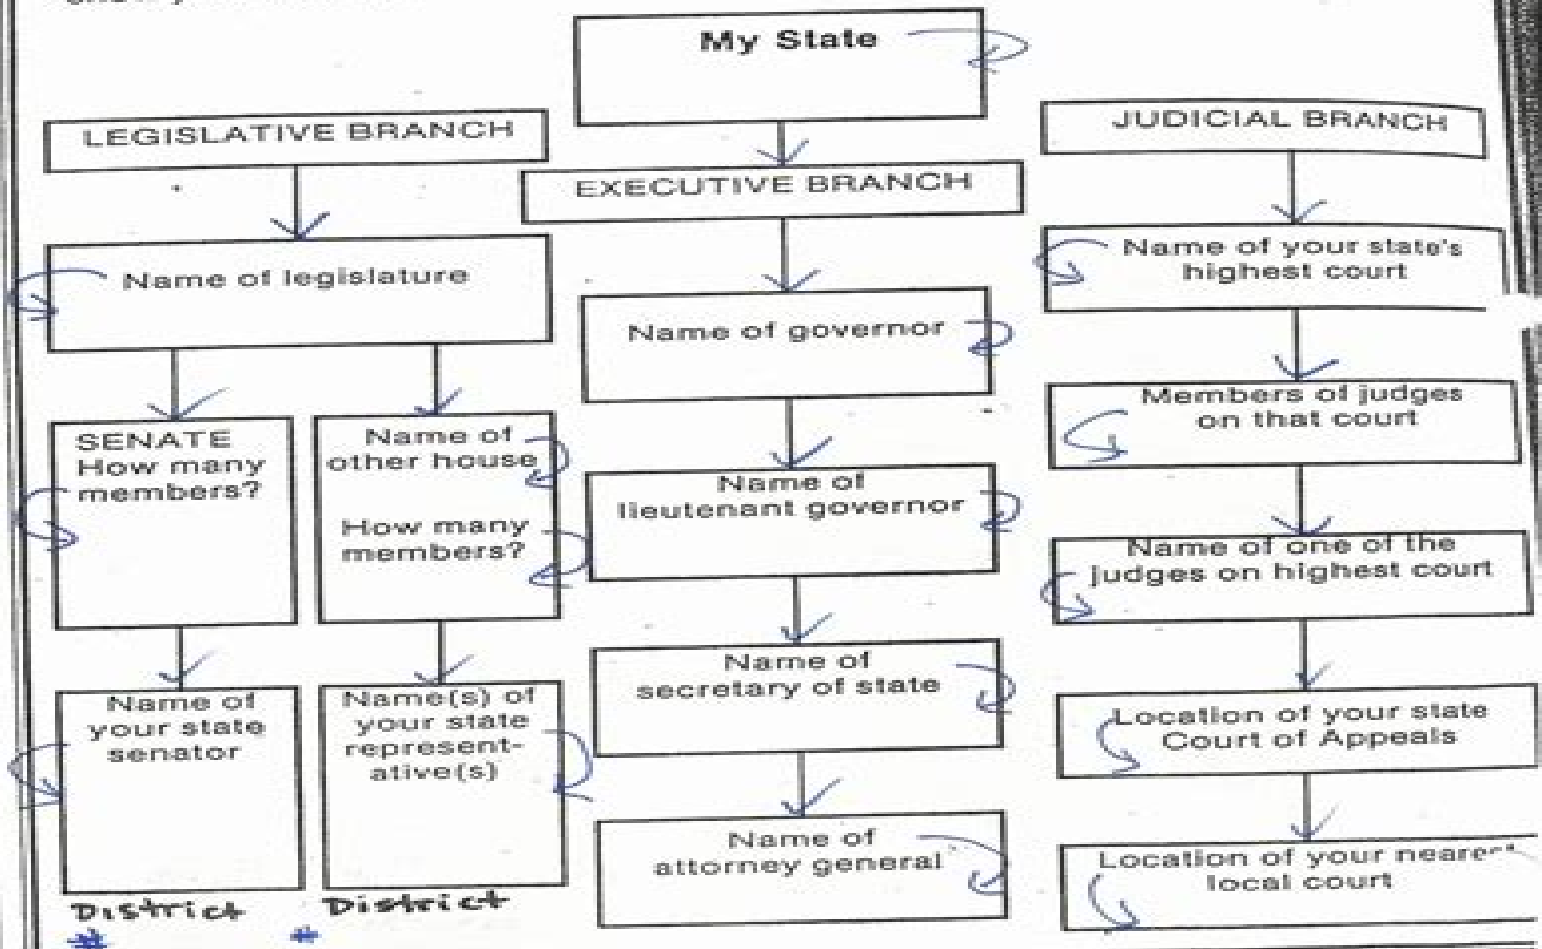 My State
LEGISLATIVE BRANCH
Name of legislature
SENATE
How many
members?
Name of
other house
How many
members?
Name of
your state
senator
Name(s) of
your state
represent-
ative(s)
District
#
District
#
EXECUTIVE BRANCH
Name of governor
Name of
lieutenant governor
Name of
secretary of state
Name of
attorney general
JUDICIAL BRANCH
Name of your state's
highest court
Members of judges
on that court
Name of one of the
judges on highest court
Location of your state
Court of Appeals
Location of your nearest
local court